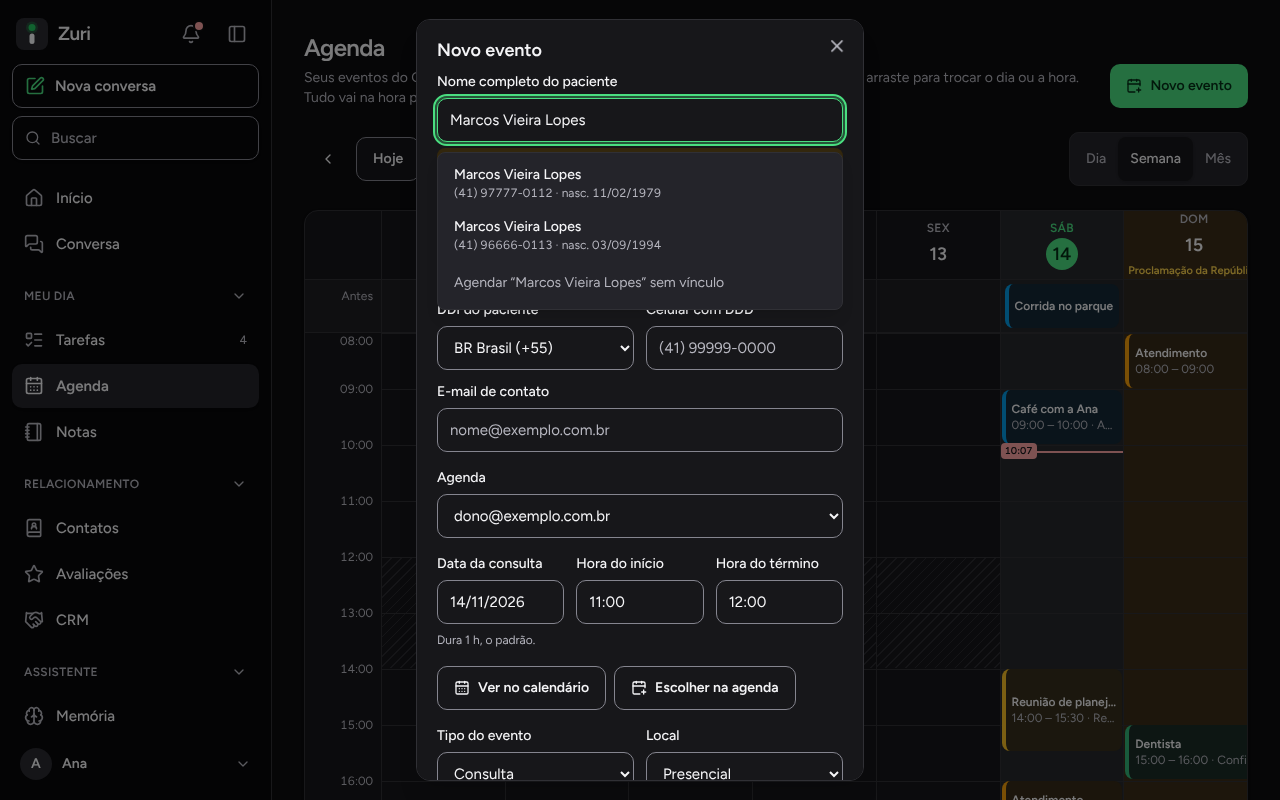 Zuri
Nova conversa
Buscar
Início
Conversa
MEU DIA
Tarefas 4
Agenda
Notas
RELACIONAMENTO
Contatos
Avaliações
CRM
ASSISTENTE
Memória
A Ana
Agenda
Seus eventos do
arraste para trocar o dia ou a hora.
Tudo vai na hora
Novo evento
Hoje
Dia Semana Mês
SEX 13
SÁB 14
DOM 15
Antes
08:00
09:00
10:00
11:00
12:00
13:00
14:00
15:00
16:00
Corrida no parque
Atendimento
08:00 – 09:00
Café com a Ana
09:00 – 10:00 · A…
10:07
Reunião de planej…
14:00 – 15:30 · Re…
Dentista
15:00 – 16:00 · Confi
Atendimento
Novo evento
Nome completo do paciente
Marcos Vieira Lopes
Marcos Vieira Lopes
(41) 97777-0112 · nasc. 11/02/1979
Marcos Vieira Lopes
(41) 96666-0113 · nasc. 03/09/1994
Agendar “Marcos Vieira Lopes” sem vínculo
DDI do paciente Celular com DDD
BR Brasil (+55) (41) 99999-0000
E-mail de contato
nome@exemplo.com.br
Agenda
dono@exemplo.com.br
Data da consulta Hora do início Hora do término
14/11/2026 11:00 12:00
Dura 1 h, o padrão.
Ver no calendário Escolher na agenda
Tipo do evento Local
Consulta Presencial